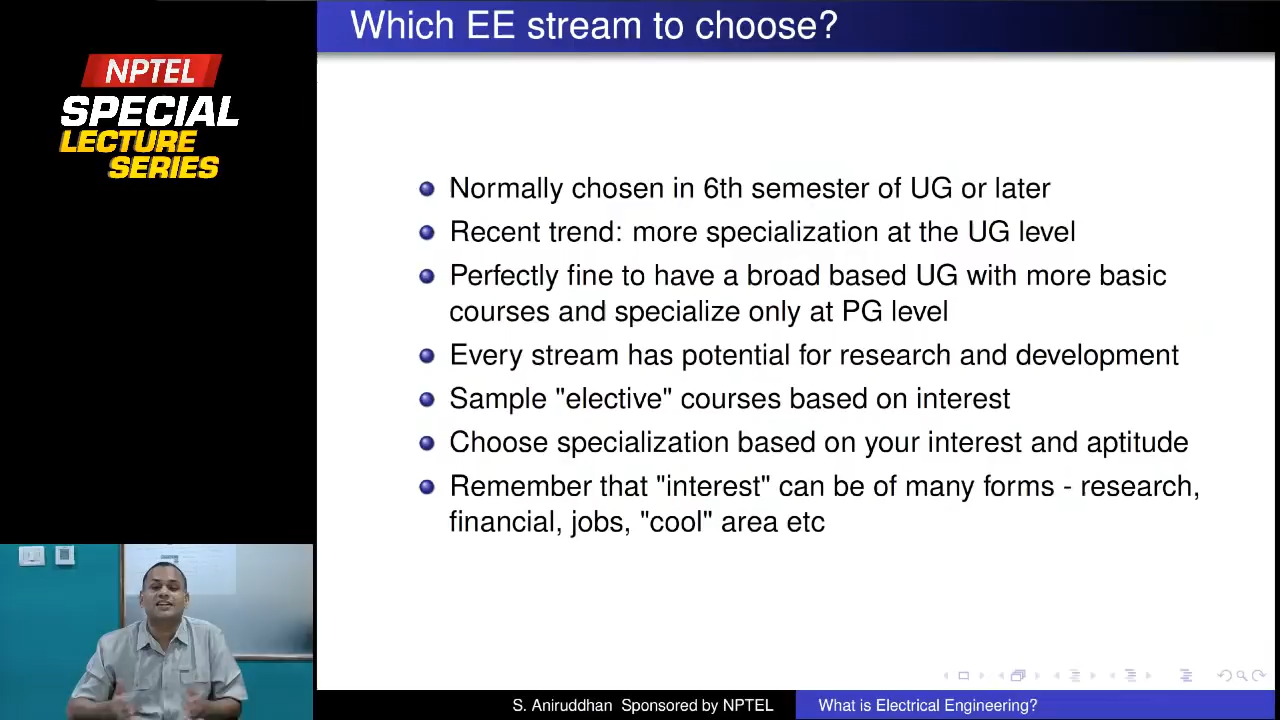 Which EE stream to choose?
NPTEL
SPECIAL
LECTURE
SERIES
Normally chosen in 6th semester of UG or later
Recent trend: more specialization at the UG level
Perfectly fine to have a broad based UG with more basic
courses and specialize only at PG level
Every stream has potential for research and development
Sample "elective" courses based on interest
Choose specialization based on your interest and aptitude
Remember that "interest" can be of many forms - research,
financial, jobs, "cool" area etc
S. Aniruddhan Sponsored by NPTEL
What is Electrical Engineering?